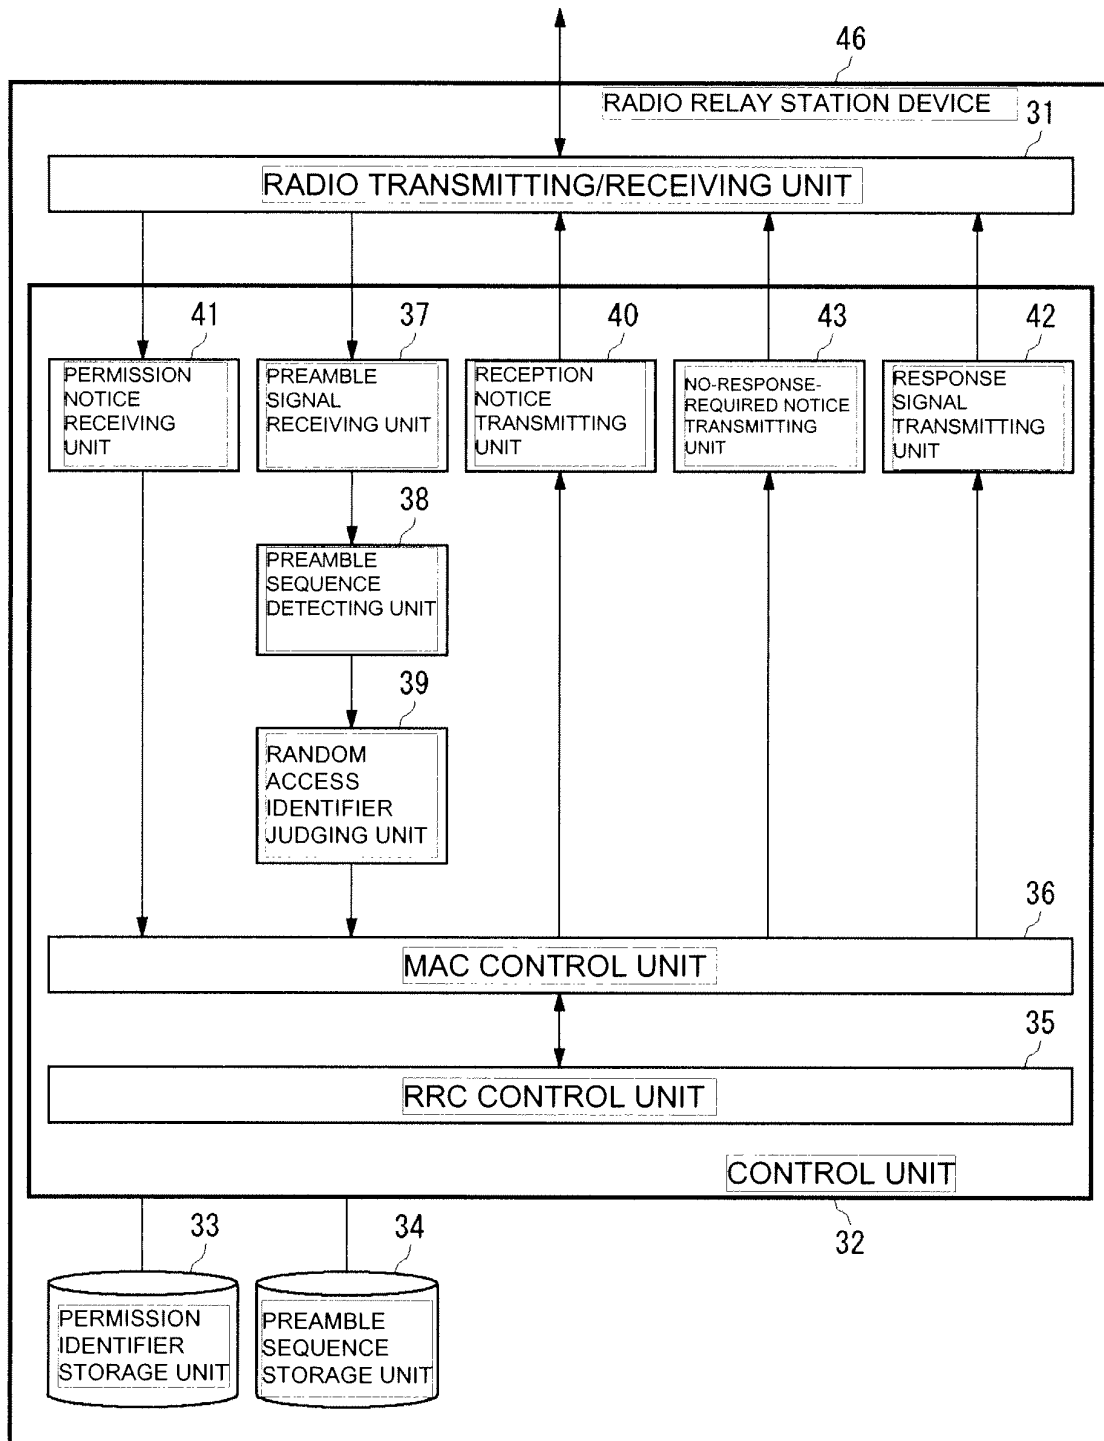 46
RADIO RELAY STATION DEVICE
31
RADIO TRANSMITTING/RECEIVING UNIT
41
37
40
43
42
PERMISSION
NOTICE
RECEIVING
UNIT
PREAMBLE
SIGNAL
RECEIVING UNIT
RECEPTION
NOTICE
TRANSMITTING
UNIT
NO-RESPONSE-
REQUIRED NOTICE
TRANSMITTING
UNIT
RESPONSE
SIGNAL
TRANSMITTING
UNIT
38
PREAMBLE
SEQUENCE
DETECTING UNIT
39
RANDOM
ACCESS
IDENTIFIER
JUDGING UNIT
36
MAC CONTROL UNIT
35
RRC CONTROL UNIT
CONTROL UNIT
32
33
34
PERMISSION
IDENTIFIER
STORAGE UNIT
PREAMBLE
SEQUENCE
STORAGE UNIT